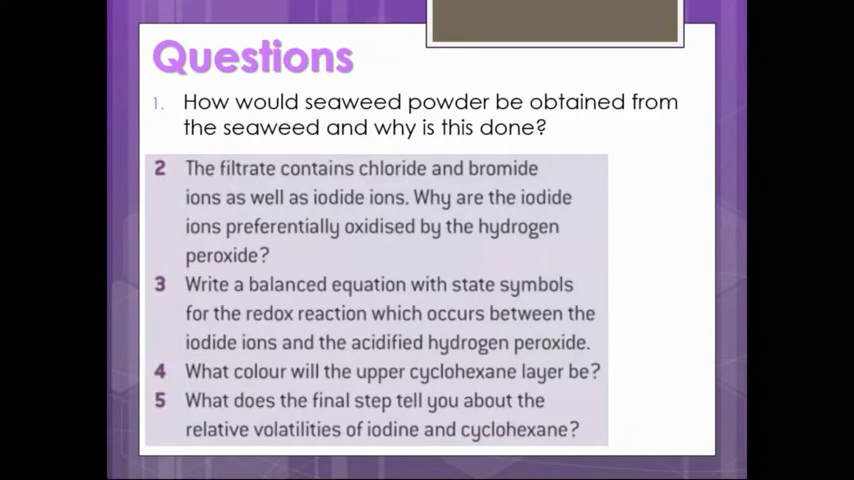 Questions
1. How would seaweed powder be obtained from
the seaweed and why is this done?
2 The filtrate contains chloride and bromide
ions as well as iodide ions. Why are the iodide
ions preferentially oxidised by the hydrogen
peroxide?
3 Write a balanced equation with state symbols
for the redox reaction which occurs between the
iodide ions and the acidified hydrogen peroxide.
4 What colour will the upper cyclohexane layer be?
5 What does the final step tell you about the
relative volatilities of iodine and cyclohexane?